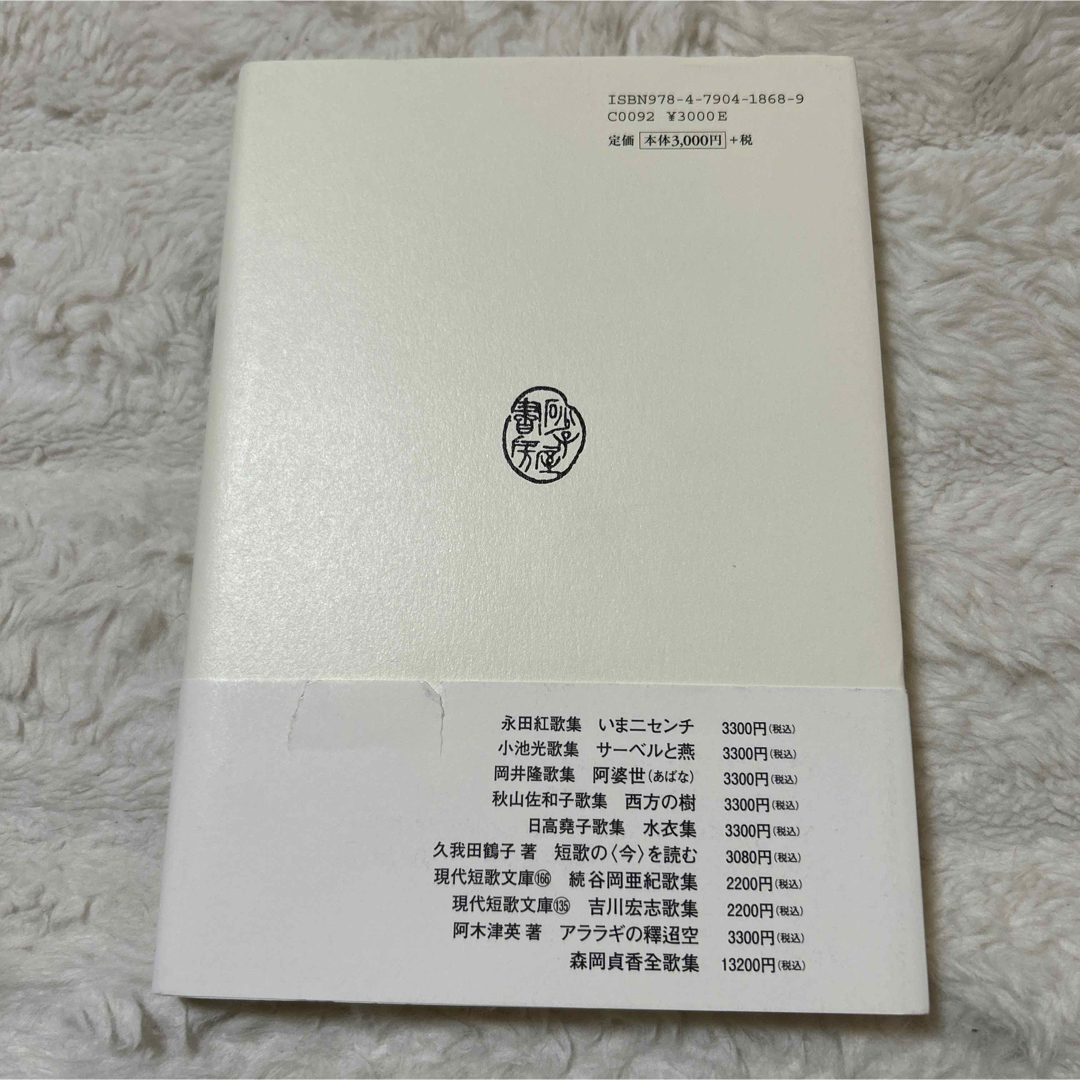 ISBN978-4-7904-1868-9
C0092 ¥3000E
定価 本体3,000円 +税
砂子屋
書房
永田紅歌集 いま二センチ 3300円(税込)
小池光歌集 サーベルと燕 3300円(税込)
岡井隆歌集 阿婆世(あばな) 3300円(税込)
秋山佐和子歌集 西方の樹 3300円(税込)
日高堯子歌集 水衣集 3300円(税込)
久我田鶴子 著 短歌の〈今〉を読む 3080円(税込)
現代短歌文庫166 続 谷岡亜紀歌集 2200円(税込)
現代短歌文庫135 吉川宏志歌集 2200円(税込)
阿木津英 著 アララギの釋迢空 3300円(税込)
森岡貞香全歌集 13200円(税込)